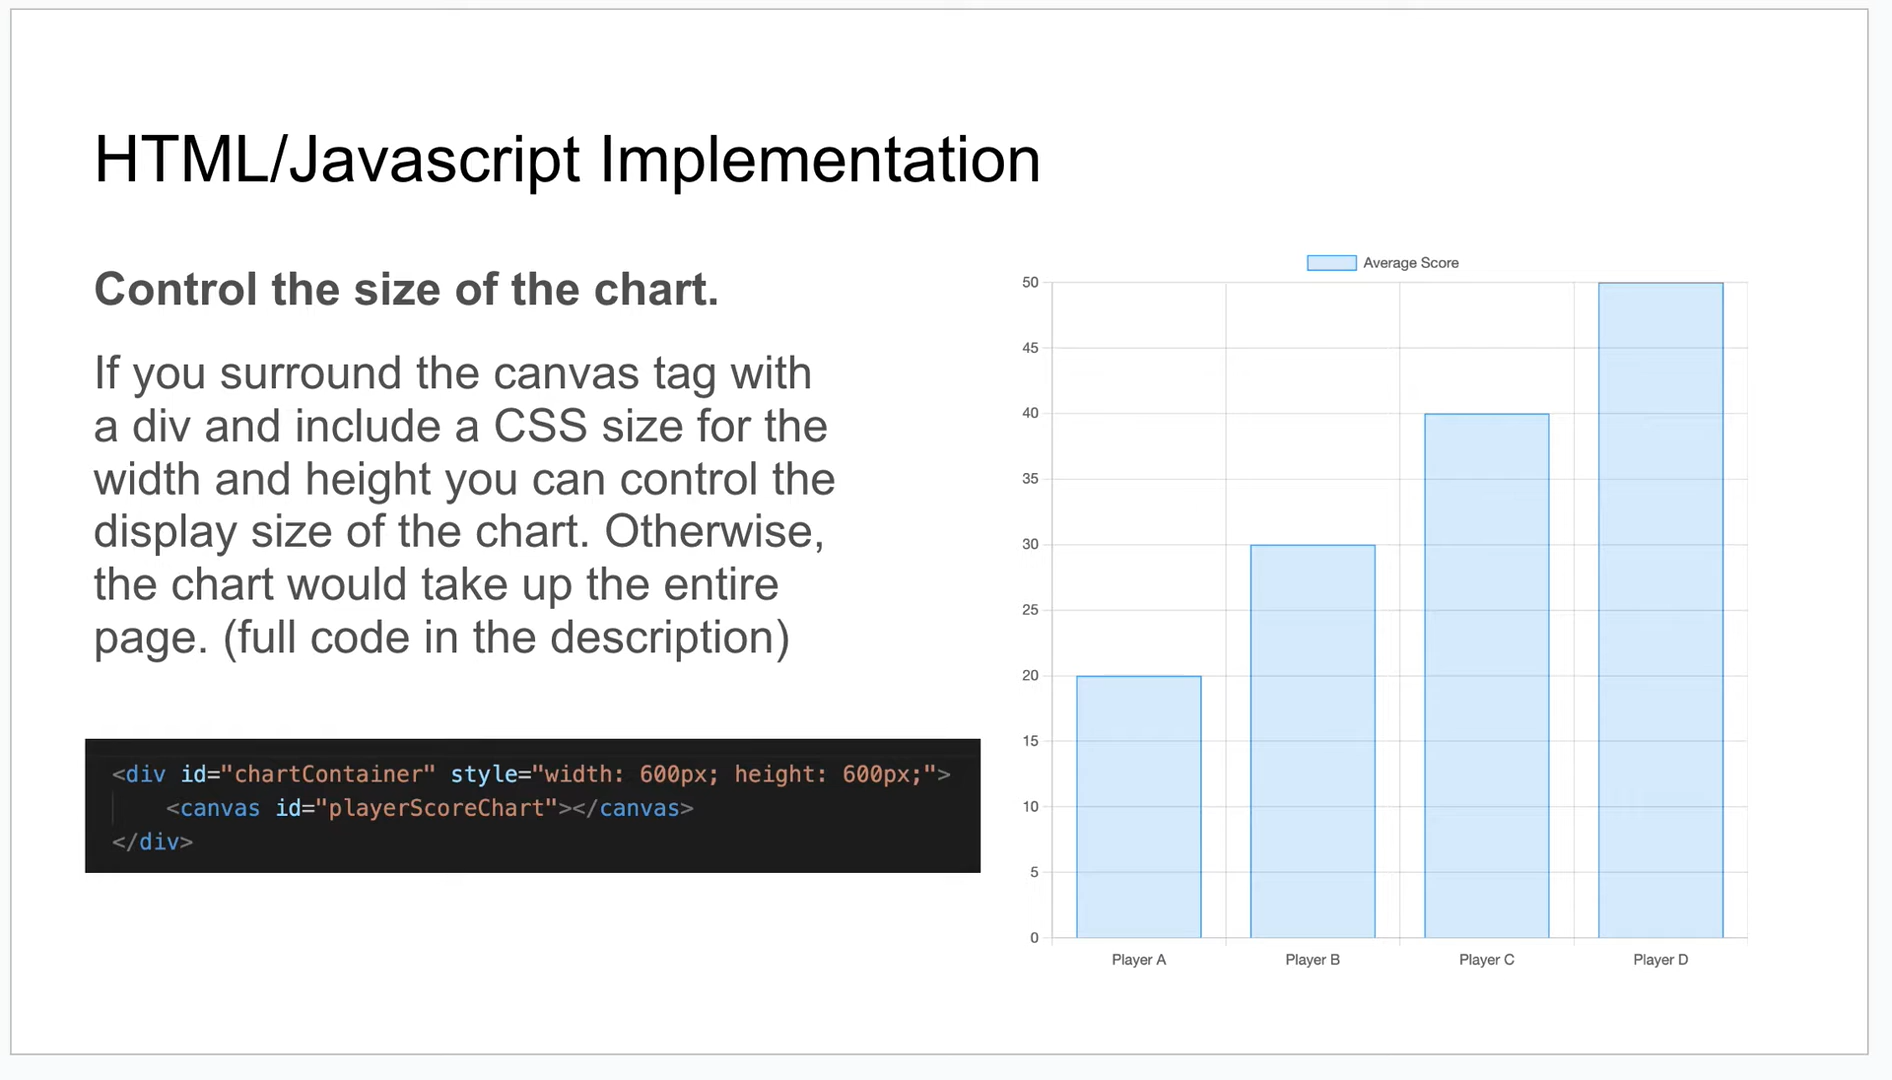 HTML/Javascript Implementation
Control the size of the chart.
If you surround the canvas tag with
a div and include a CSS size for the
width and height you can control the
display size of the chart. Otherwise,
the chart would take up the entire
page. (full code in the description)
<div id="chartContainer" style="width: 600px; height: 600px;">
<canvas id="playerScoreChart"></canvas>
</div>
Average Score
50
45
40
35
30
25
20
15
10
5
0
Player A Player B Player C Player D